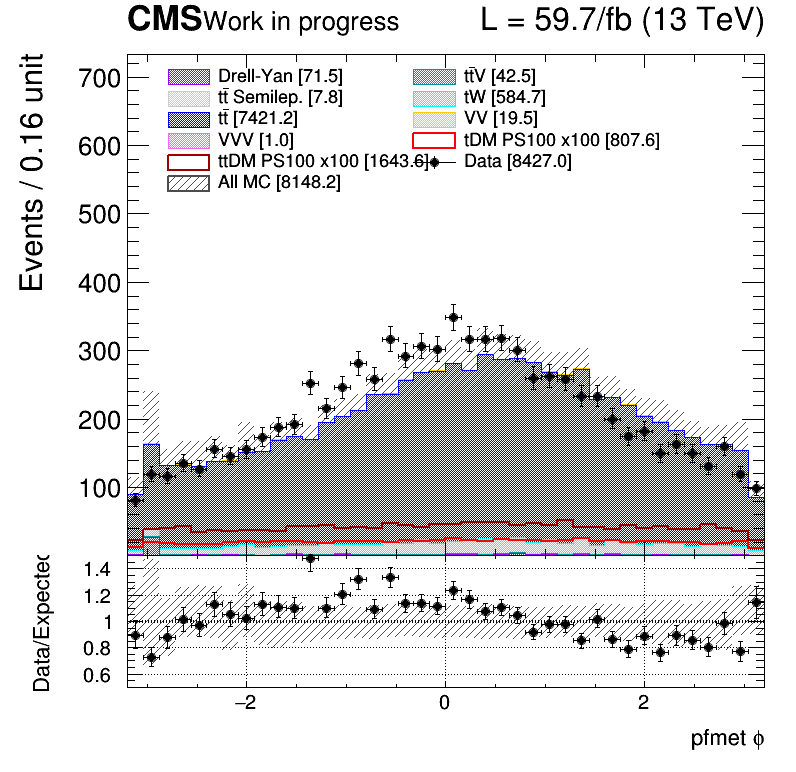 CMS Work in progress L = 59.7/fb (13 TeV)
Events / 0.16 unit
700
600
500
400
300
200
100
Drell-Yan [71.5] tt̄V [42.5]
tt̄ Semilep. [7.8] tW [584.7]
tt̄ [7421.2] VV [19.5]
VVV [1.0] tDM PS100 x100 [807.6]
ttDM PS100 x100 [1643.6] Data [8427.0]
All MC [8148.2]
Data/Expected
1.4
1.2
1
0.8
0.6
−2 0 2
pfmet ϕ